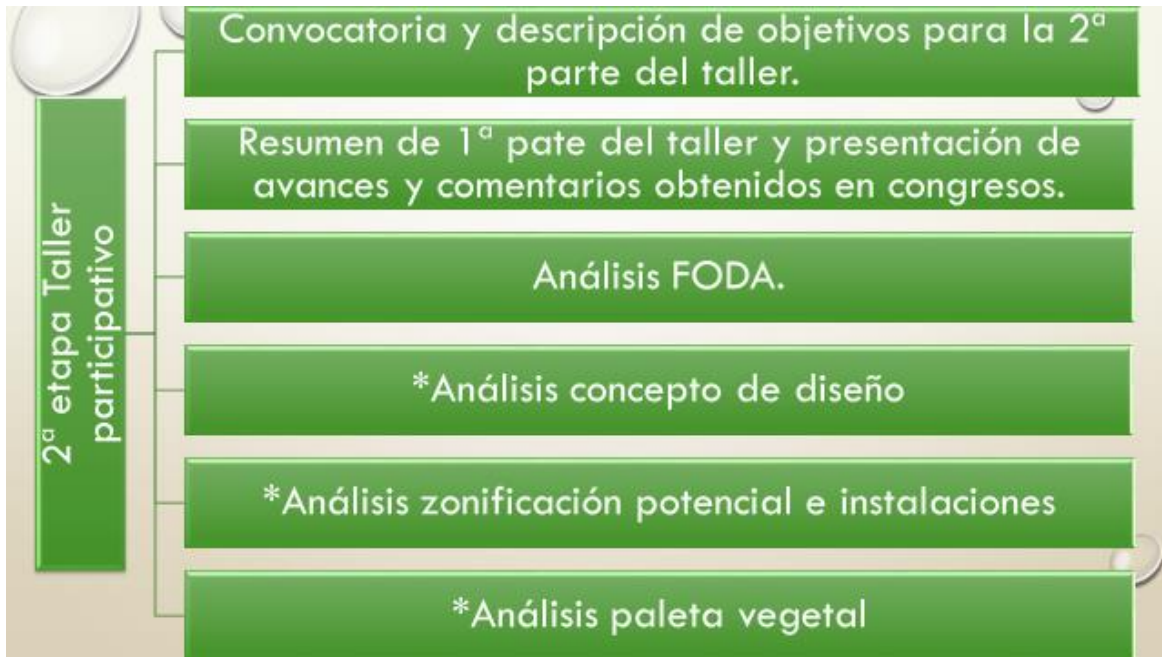 2ª etapa Taller
participativo
Convocatoria y descripción de objetivos para la 2ª
parte del taller.
Resumen de 1ª pate del taller y presentación de
avances y comentarios obtenidos en congresos.
Análisis FODA.
*Análisis concepto de diseño
*Análisis zonificación potencial e instalaciones
*Análisis paleta vegetal